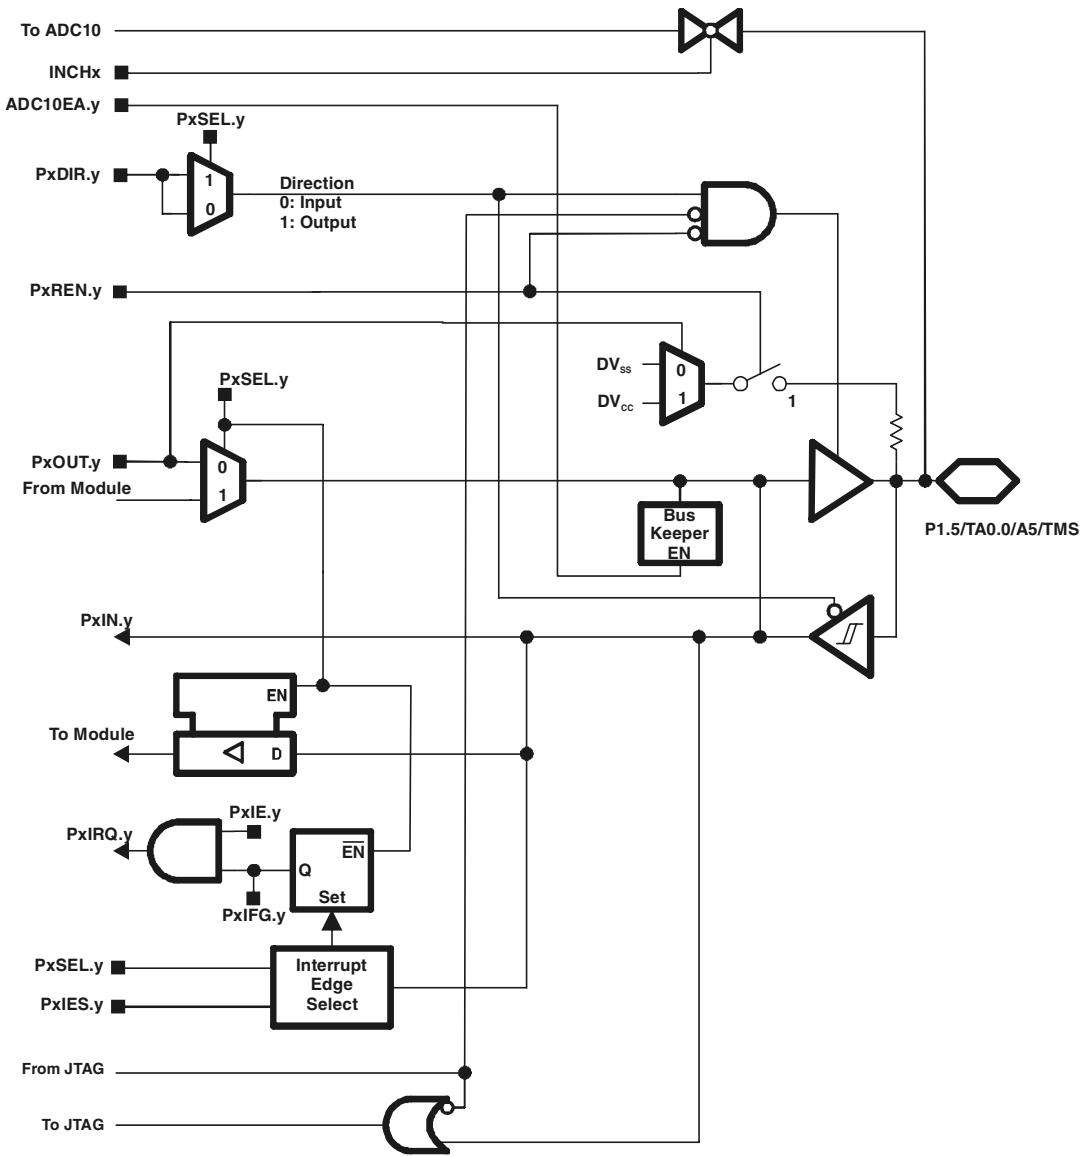 To ADC10
INCHx
ADC10EA.y
PxSEL.y
PxDIR.y
1
0
Direction
0: Input
1: Output
PxREN.y
DVSS
0
DVCC
1
1
PxSEL.y
PxOUT.y
0
From Module
1
Bus
Keeper
EN
P1.5/TA0.0/A5/TMS
PxIN.y
EN
To Module
D
PxIE.y
PxIRQ.y
EN
Q
Set
PxIFG.y
PxSEL.y
Interrupt
Edge
Select
PxIES.y
From JTAG
To JTAG